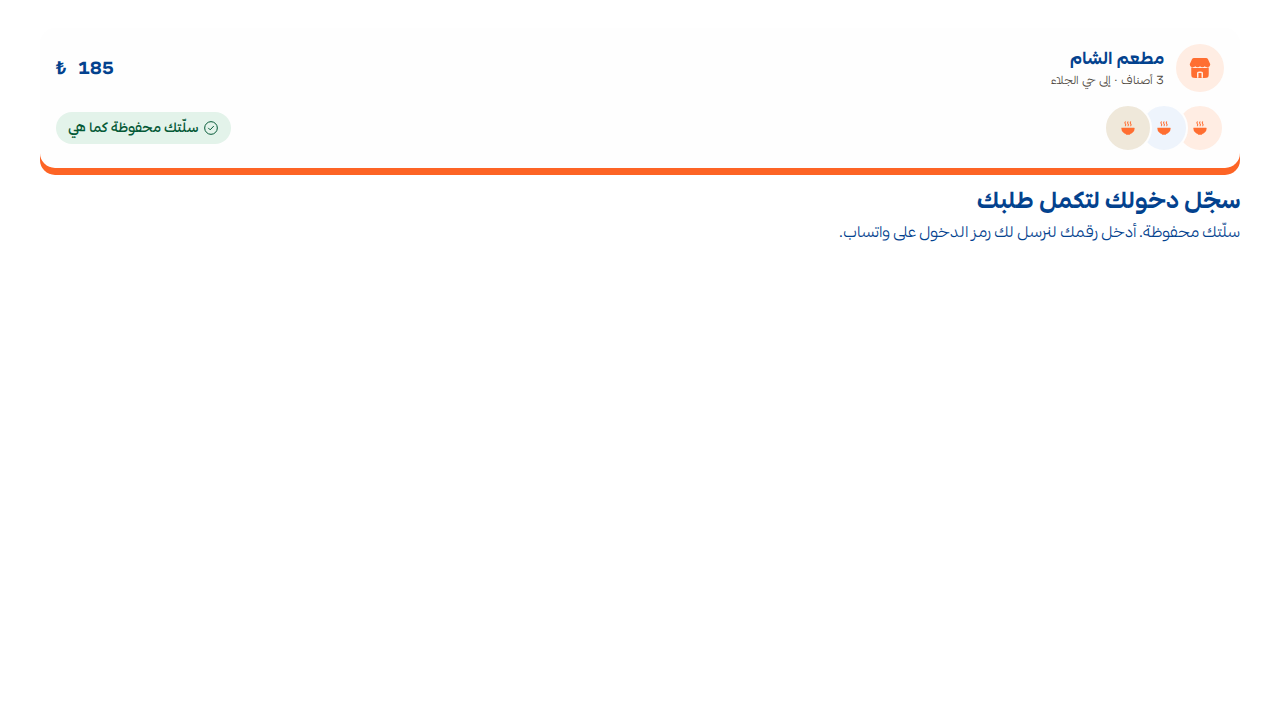 مطعم الشام
3 أصناف · إلى حي الجلاء
185 ₺
سلّتك محفوظة كما هي
سجّل دخولك لتكمل طلبك
سلّتك محفوظة. أدخل رقمك لنرسل لك رمز الدخول على واتساب.